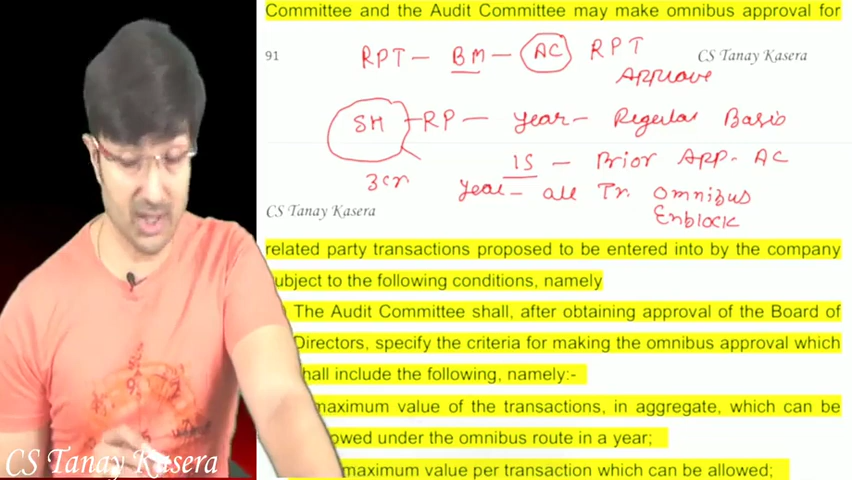 Committee and the Audit Committee may make omnibus approval for
91
RPT - BM - AC RPT
Approve
CS Tanay Kasera
SH - RP - year - Regular Basis
15 - Prior App. AC
3cr
year - all Tr. Omnibus
Enblock
CS Tanay Kasera
related party transactions proposed to be entered into by the company
ubject to the following conditions, namely
The Audit Committee shall, after obtaining approval of the Board of
Directors, specify the criteria for making the omnibus approval which
hall include the following, namely:-
maximum value of the transactions, in aggregate, which can be
owed under the omnibus route in a year;
maximum value per transaction which can be allowed;
CS Tanay Kasera